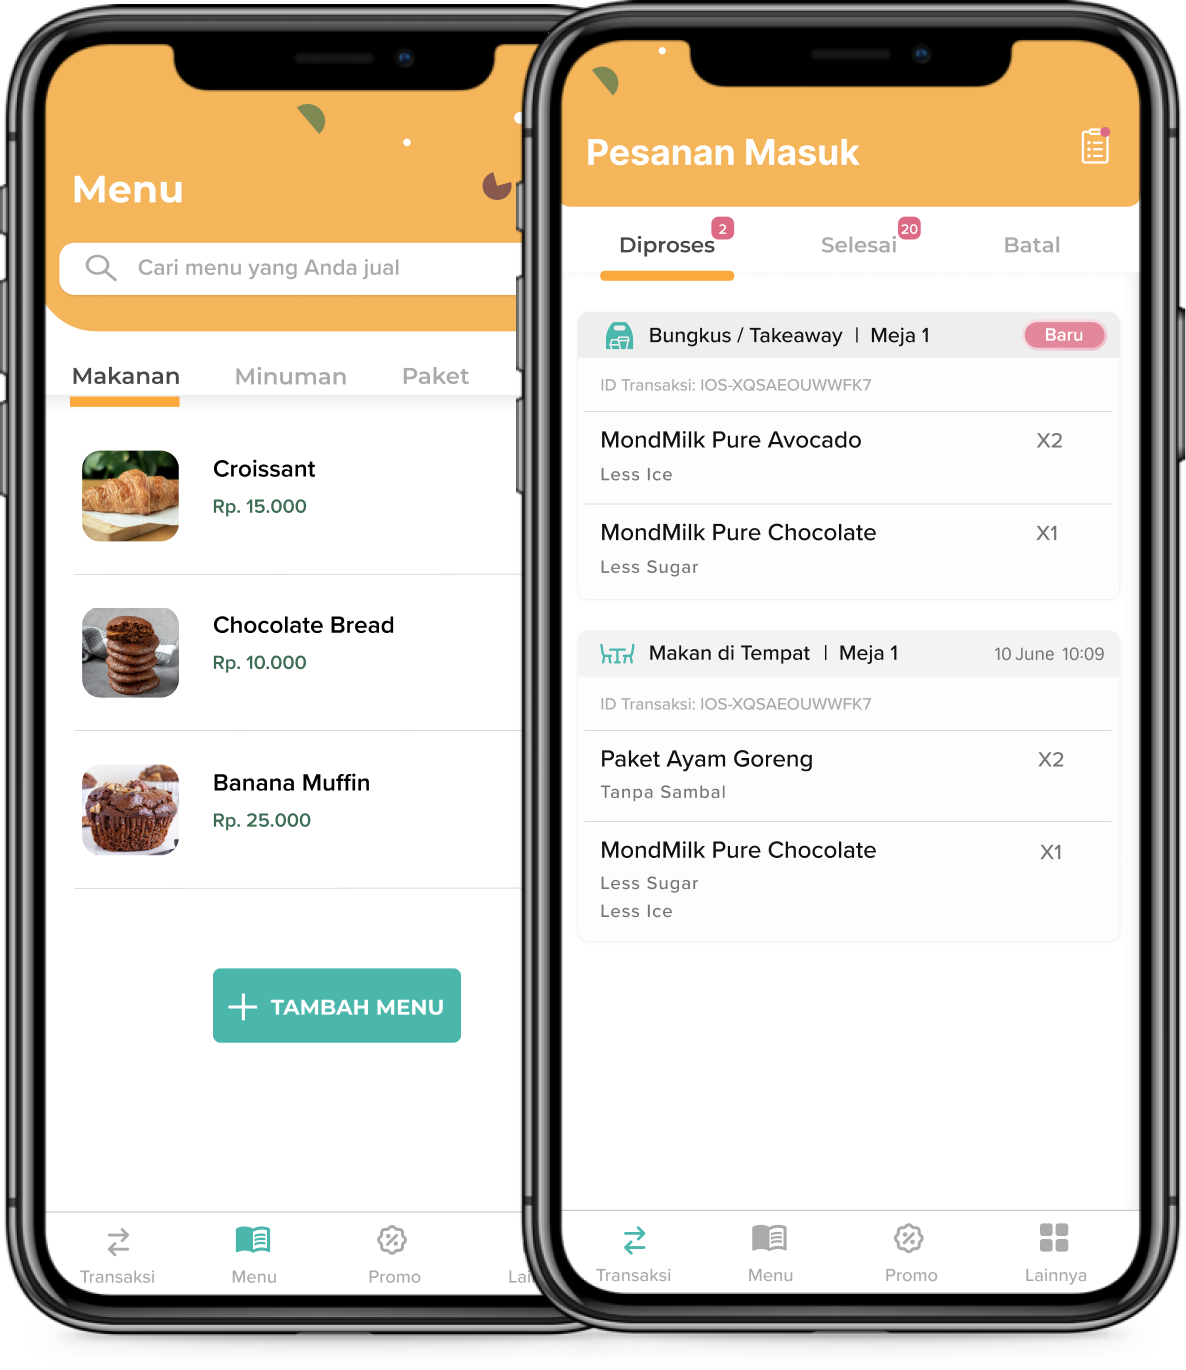 Menu
Cari menu yang Anda jual
Makanan Minuman Paket
Croissant
Rp. 15.000
Chocolate Bread
Rp. 10.000
Banana Muffin
Rp. 25.000
TAMBAH MENU
Transaksi Menu Promo Lai
Pesanan Masuk
Diproses 2 Selesai 20 Batal
Bungkus / Takeaway | Meja 1 Baru
ID Transaksi: IOS-XQSAEOUWWFK7
MondMilk Pure Avocado X2
Less Ice
MondMilk Pure Chocolate X1
Less Sugar
Makan di Tempat | Meja 1 10 June 10:09
ID Transaksi: IOS-XQSAEOUWWFK7
Paket Ayam Goreng X2
Tanpa Sambal
MondMilk Pure Chocolate X1
Less Sugar
Less Ice
Transaksi Menu Promo Lainnya